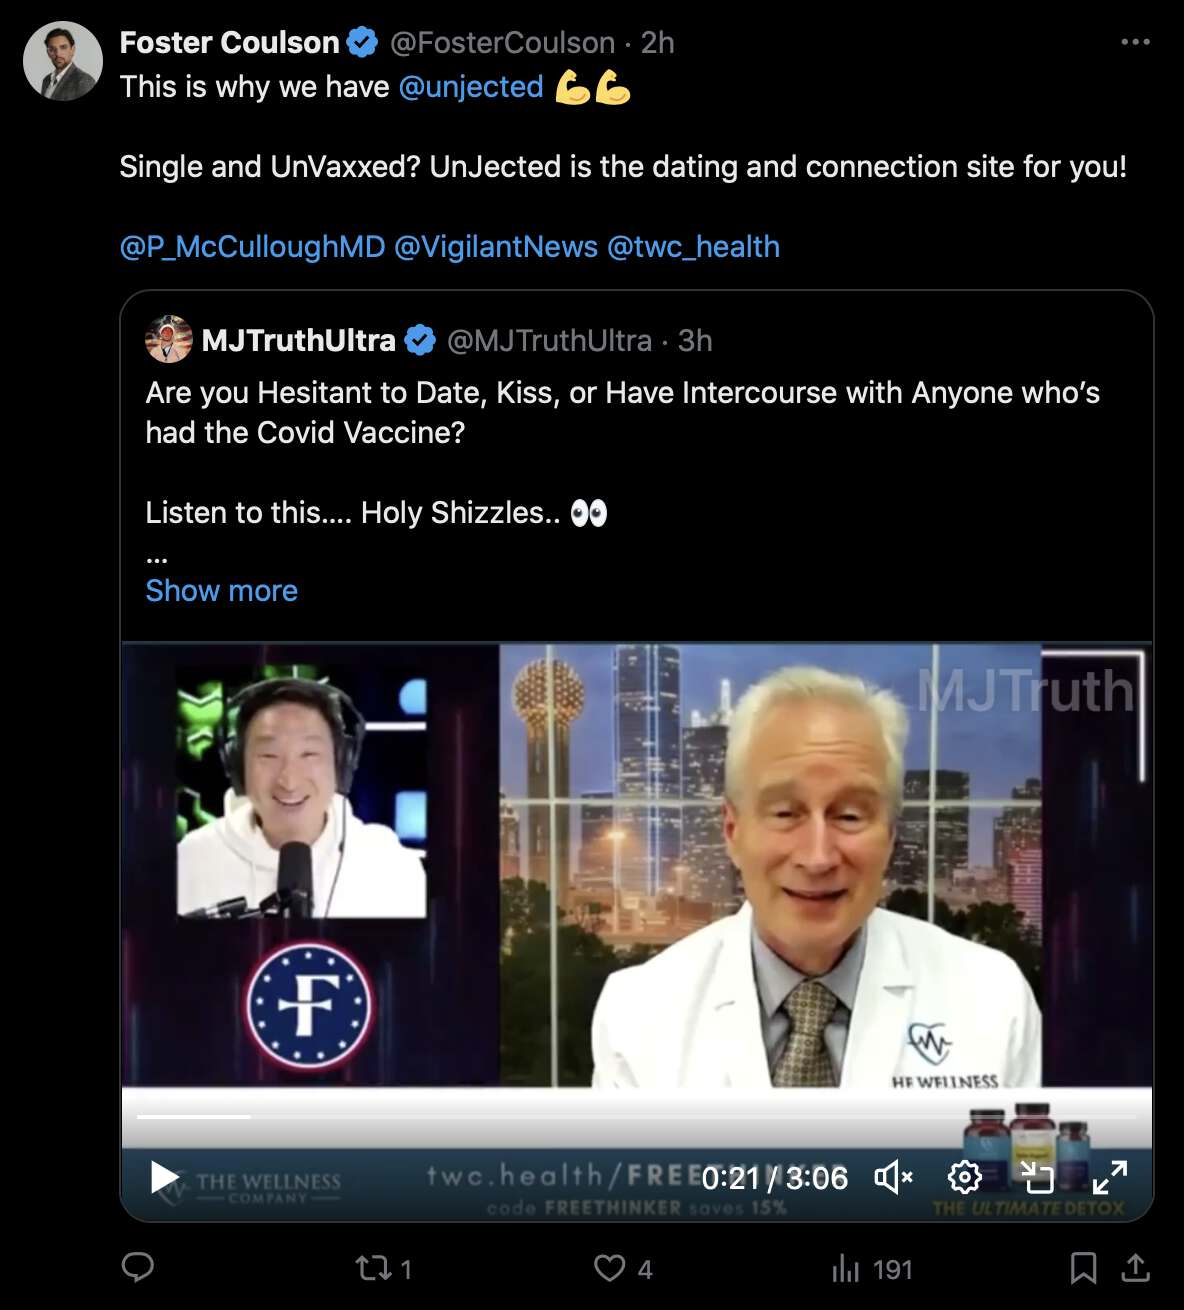 Foster Coulson @FosterCoulson · 2h
This is why we have @unjected 💪💪
Single and UnVaxxed? UnJected is the dating and connection site for you!
@P_McCulloughMD @VigilantNews @twc_health
MJTruthUltra @MJTruthUltra · 3h
Are you Hesitant to Date, Kiss, or Have Intercourse with Anyone who's
had the Covid Vaccine?
Listen to this.... Holy Shizzles.. 👀
...
Show more
MJTruth
F
HE WELLNESS
THE WELLNESS
COMPANY
twc.health/FREETHINKER
0:21 / 3:06
code FREETHINKER saves 15%
THE ULTIMATE DETOX
1
4
191